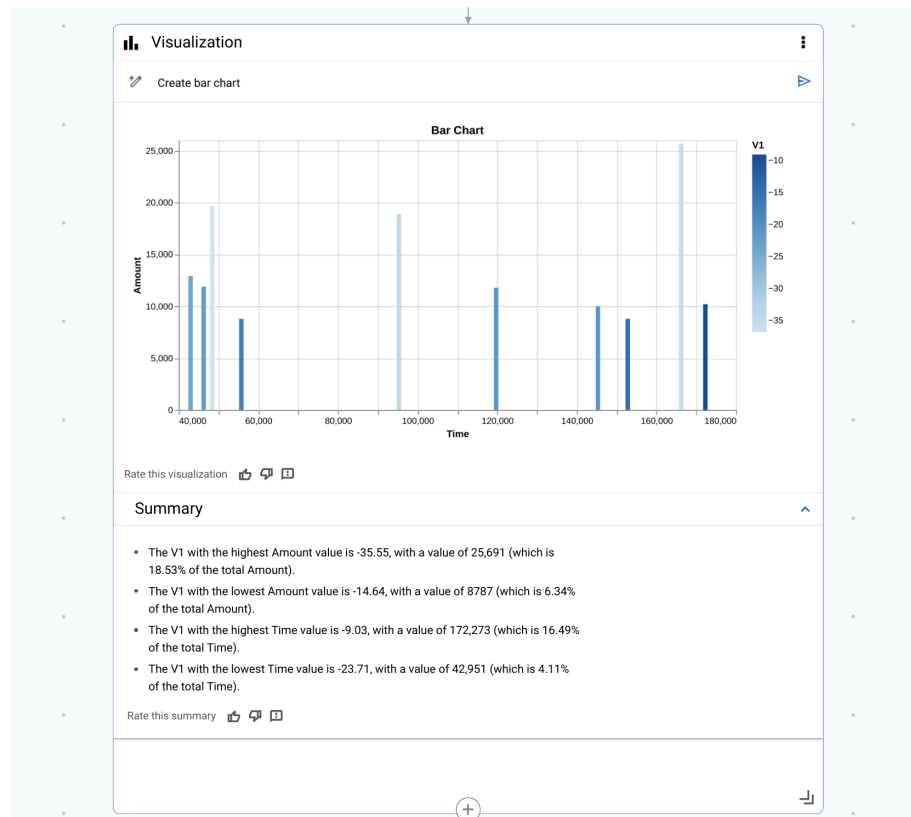 Visualization
Create bar chart
Bar Chart
V1
25,000
20,000
15,000
10,000
5,000
0
Amount
40,000 60,000 80,000 100,000 120,000 140,000 160,000 180,000
Time
−10
−15
−20
−25
−30
−35
Rate this visualization
Summary
• The V1 with the highest Amount value is -35.55, with a value of 25,691 (which is
18.53% of the total Amount).
• The V1 with the lowest Amount value is -14.64, with a value of 8787 (which is 6.34%
of the total Amount).
• The V1 with the highest Time value is -9.03, with a value of 172,273 (which is 16.49%
of the total Time).
• The V1 with the lowest Time value is -23.71, with a value of 42,951 (which is 4.11%
of the total Time).
Rate this summary